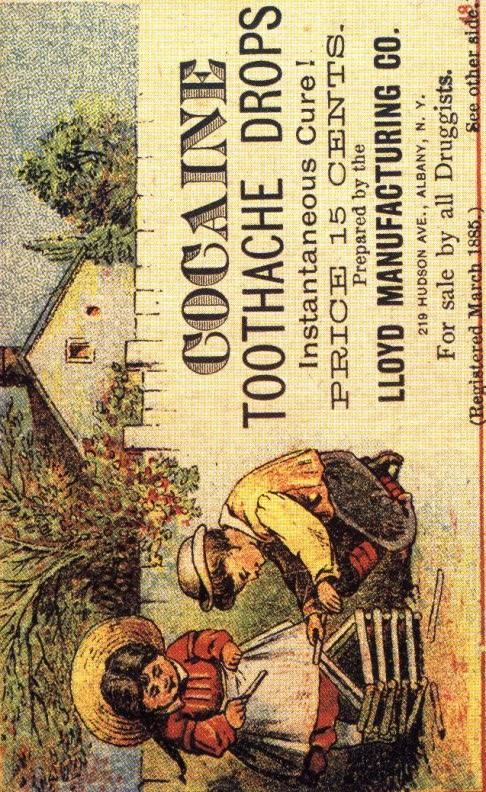 COCAINE
TOOTHACHE DROPS
Instantaneous Cure!
PRICE 15 CENTS.
Prepared by the
LLOYD MANUFACTURING CO.
219 HUDSON AVE., ALBANY, N. Y.
For sale by all Druggists.
(Registered March 1885.) See other side.
18